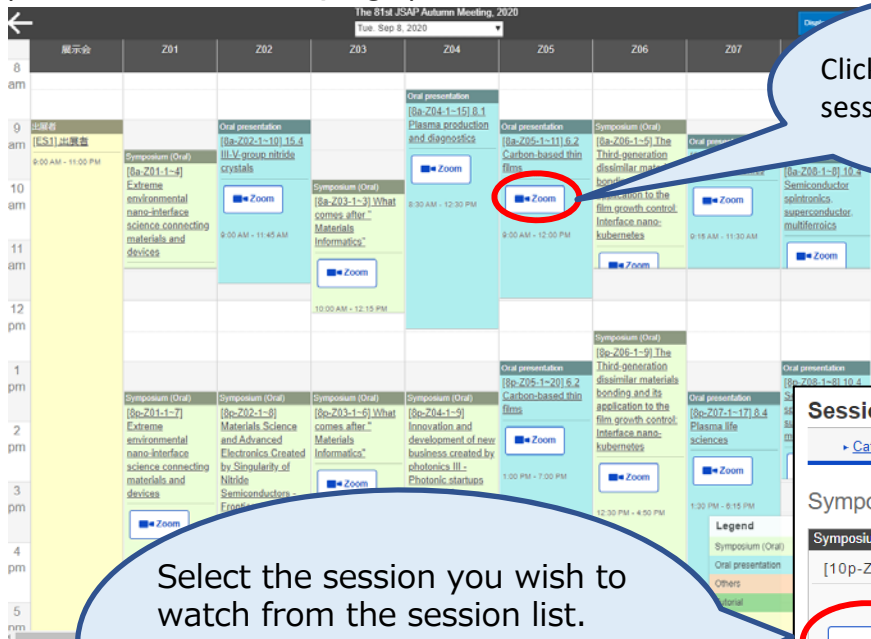 The 81st JSAP Autumn Meeting, 2020
Tue. Sep 8, 2020
展示会
Z01
Z02
Z03
Z04
Z05
Z06
Z07
8
am
9
am
10
am
11
am
12
pm
1
pm
2
pm
3
pm
4
pm
5
pm
出展者
[ES1] 出展者
9:00 AM - 11:00 PM
Symposium (Oral)
[8a-Z01-1~4]
Extreme
environmental
nano-interface
science connecting
materials and
devices
Oral presentation
[8a-Z02-1~10] 15.4
III-V-group nitride
crystals
Zoom
9:00 AM - 11:45 AM
Symposium (Oral)
[8a-Z03-1~3] What
comes after "
Materials
Informatics"
Zoom
10:00 AM - 12:15 PM
Oral presentation
[8a-Z04-1~15] 8.1
Plasma production
and diagnostics
Zoom
8:30 AM - 12:30 PM
Oral presentation
[8a-Z05-1~11] 6.2
Carbon-based thin
films
Zoom
9:00 AM - 12:00 PM
Symposium (Oral)
[8a-Z06-1~5] The
Third-generation
dissimilar
film growth control:
Interface nano-
kubernetes
Zoom
Oral
Zoom
9:15 AM - 11:30 AM
[8a-Z08-1~8] 10.4
Semiconductor
spintronics,
superconductor,
multiferroics
Zoom
Symposium (Oral)
[8p-Z01-1~7]
Extreme
environmental
nano-interface
science connecting
materials and
devices
Zoom
Symposium (Oral)
[8p-Z02-1~8]
Materials Science
and Advanced
Electronics Created
by Singularity of
Nitride
Semiconductors -
Symposium (Oral)
[8p-Z03-1~6] What
comes after "
Materials
Informatics"
Zoom
Symposium (Oral)
[8p-Z04-1~9]
Innovation and
development of new
business created by
photonics III -
Photonic startups
Oral presentation
[8p-Z05-1~20] 6.2
Carbon-based thin
films
Zoom
1:00 PM - 7:00 PM
Symposium (Oral)
[8p-Z06-1~9] The
Third-generation
dissimilar materials
bonding and its
application to the
film growth control:
Interface nano-
kubernetes
Zoom
12:30 PM - 4:50 PM
Oral presentation
[8p-Z07-1~17] 8.4
Plasma life
sciences
Zoom
1:30 PM - 6:15 PM
Oral presentation
[8p-Z08-1~8] 10.4
Legend
Symposium (Oral)
Oral presentation
Others
Clic
sess
Select the session you wish to
watch from the session list.
Sessi
Ca
Sympo
Symposiu
[10p-Z